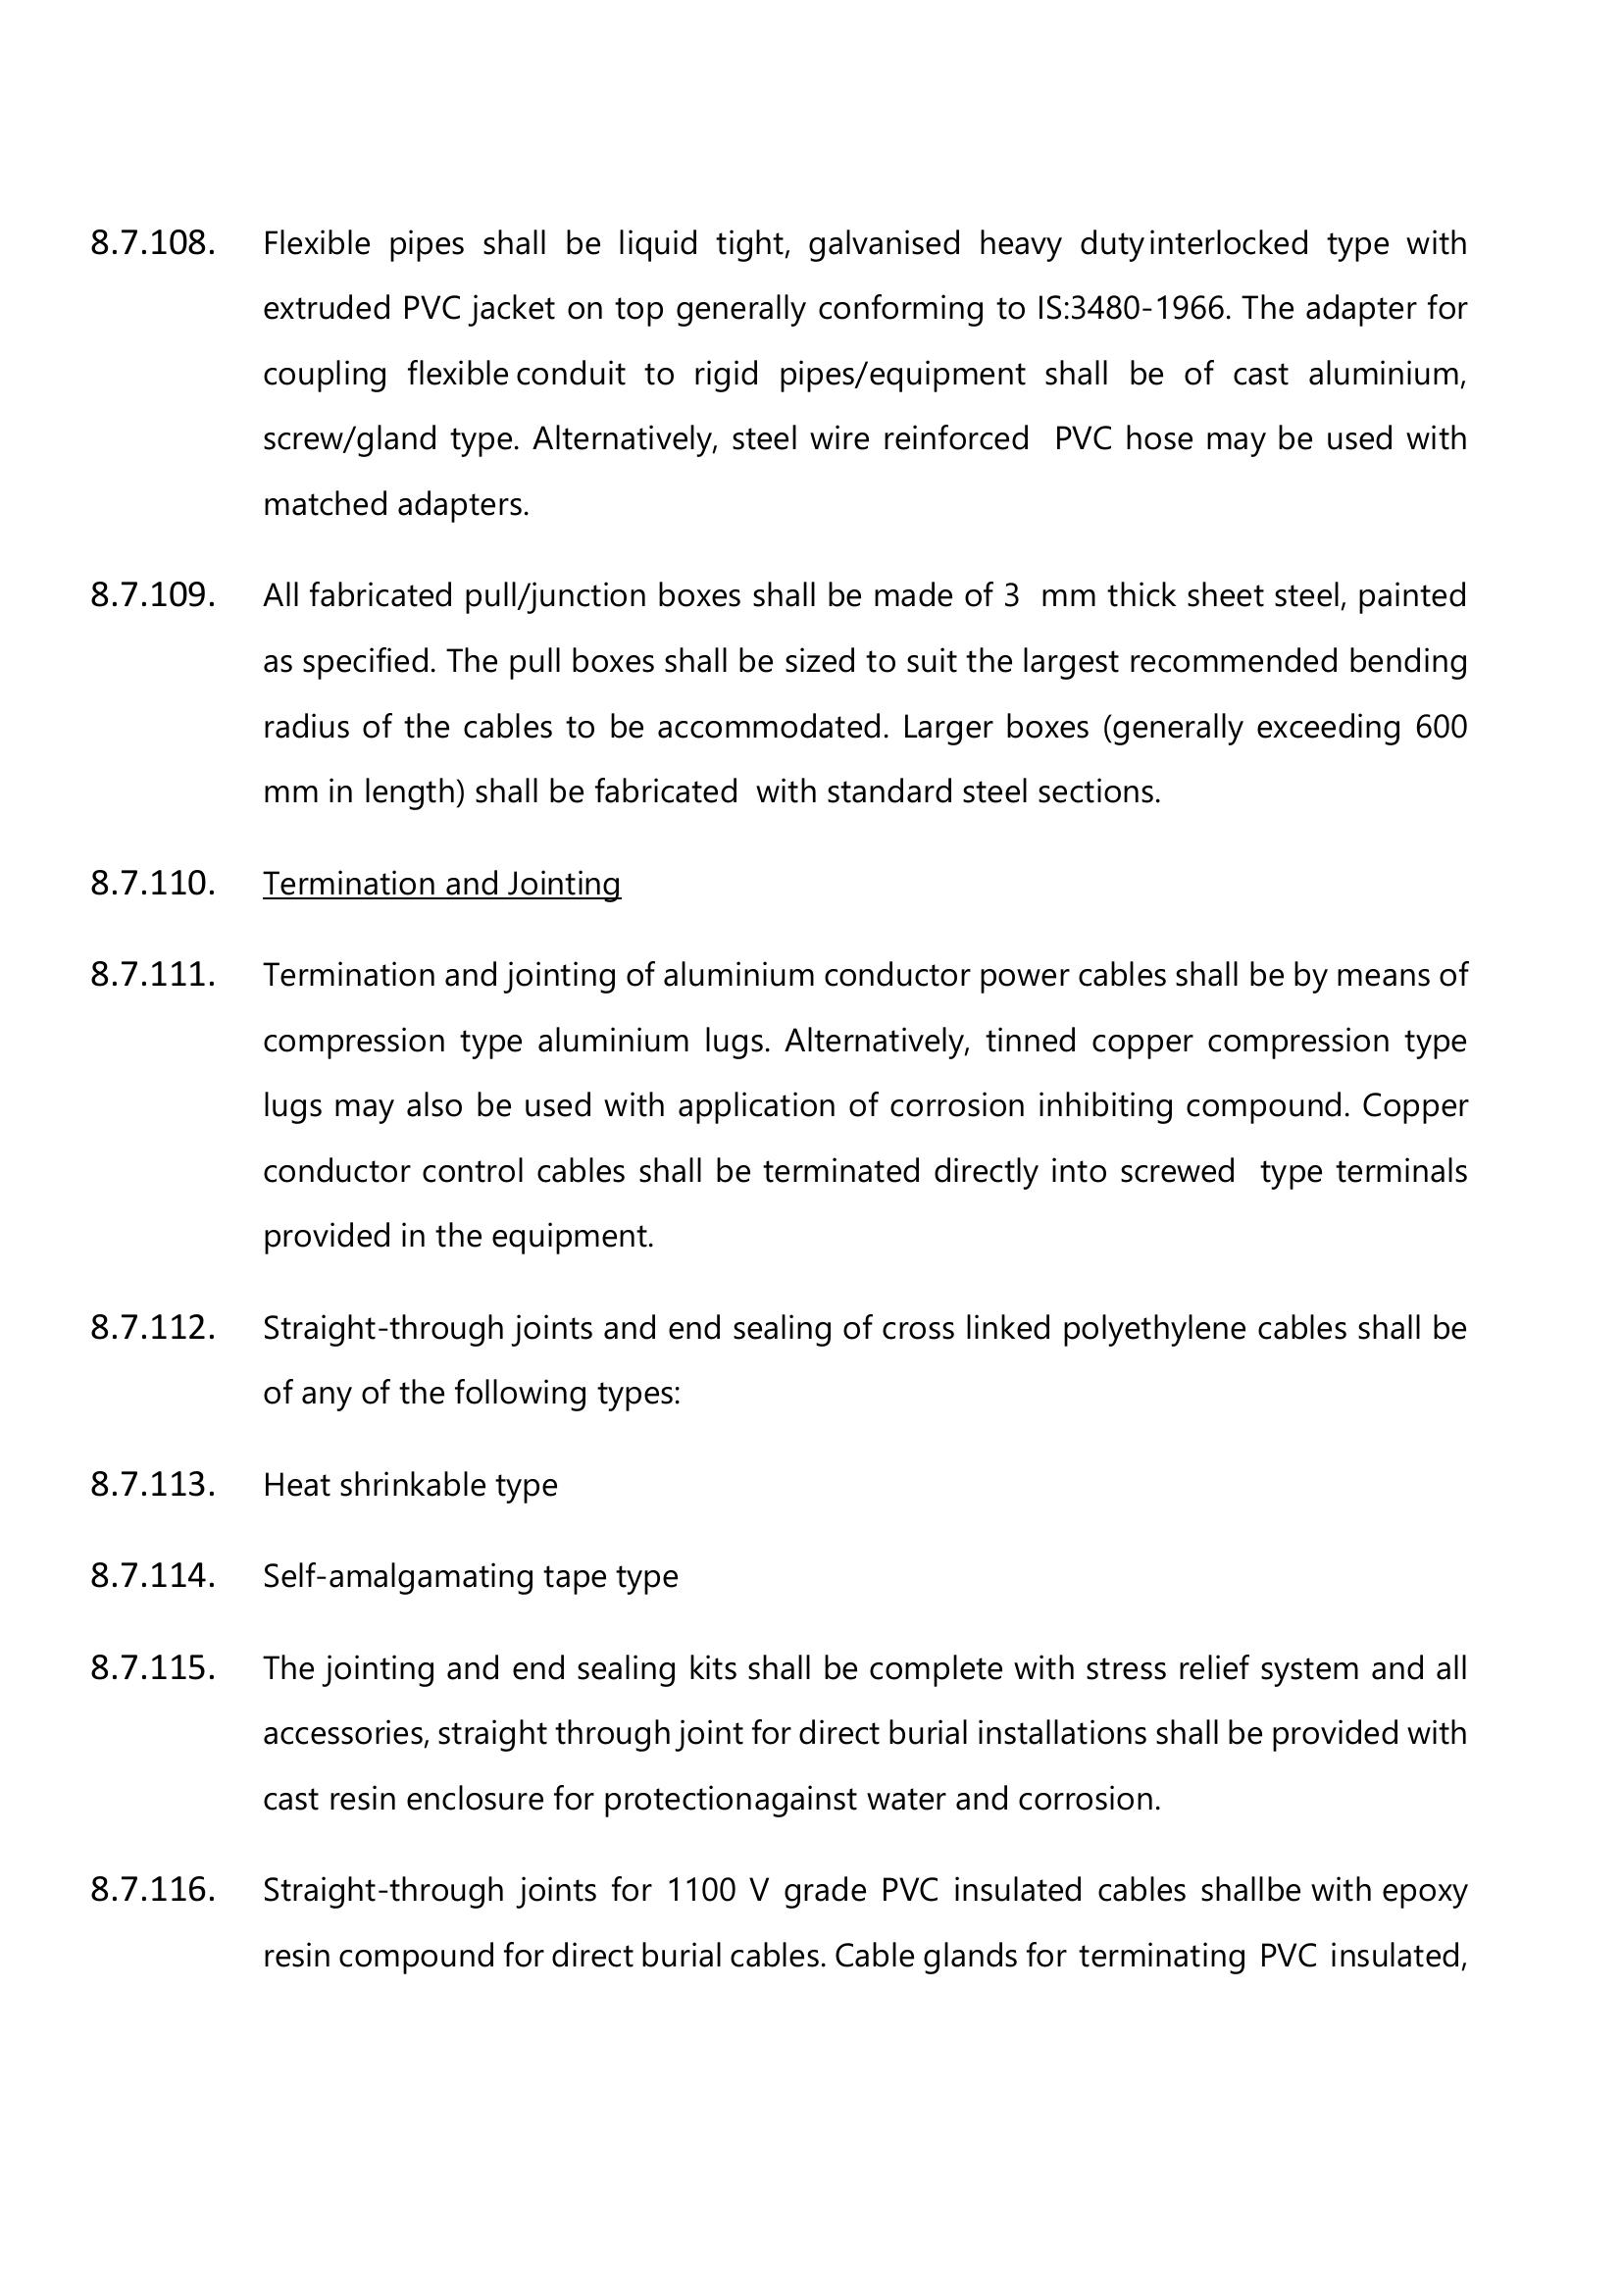 8.7.108. Flexible pipes shall be liquid tight, galvanised heavy dutyinterlocked type with
extruded PVC jacket on top generally conforming to IS:3480-1966. The adapter for
coupling flexible conduit to rigid pipes/equipment shall be of cast aluminium,
screw/gland type. Alternatively, steel wire reinforced PVC hose may be used with
matched adapters.
8.7.109. All fabricated pull/junction boxes shall be made of 3 mm thick sheet steel, painted
as specified. The pull boxes shall be sized to suit the largest recommended bending
radius of the cables to be accommodated. Larger boxes (generally exceeding 600
mm in length) shall be fabricated with standard steel sections.
8.7.110. Termination and Jointing
8.7.111. Termination and jointing of aluminium conductor power cables shall be by means of
compression type aluminium lugs. Alternatively, tinned copper compression type
lugs may also be used with application of corrosion inhibiting compound. Copper
conductor control cables shall be terminated directly into screwed type terminals
provided in the equipment.
8.7.112. Straight-through joints and end sealing of cross linked polyethylene cables shall be
of any of the following types:
8.7.113. Heat shrinkable type
8.7.114. Self-amalgamating tape type
8.7.115. The jointing and end sealing kits shall be complete with stress relief system and all
accessories, straight through joint for direct burial installations shall be provided with
cast resin enclosure for protectionagainst water and corrosion.
8.7.116. Straight-through joints for 1100 V grade PVC insulated cables shallbe with epoxy
resin compound for direct burial cables. Cable glands for terminating PVC insulated,